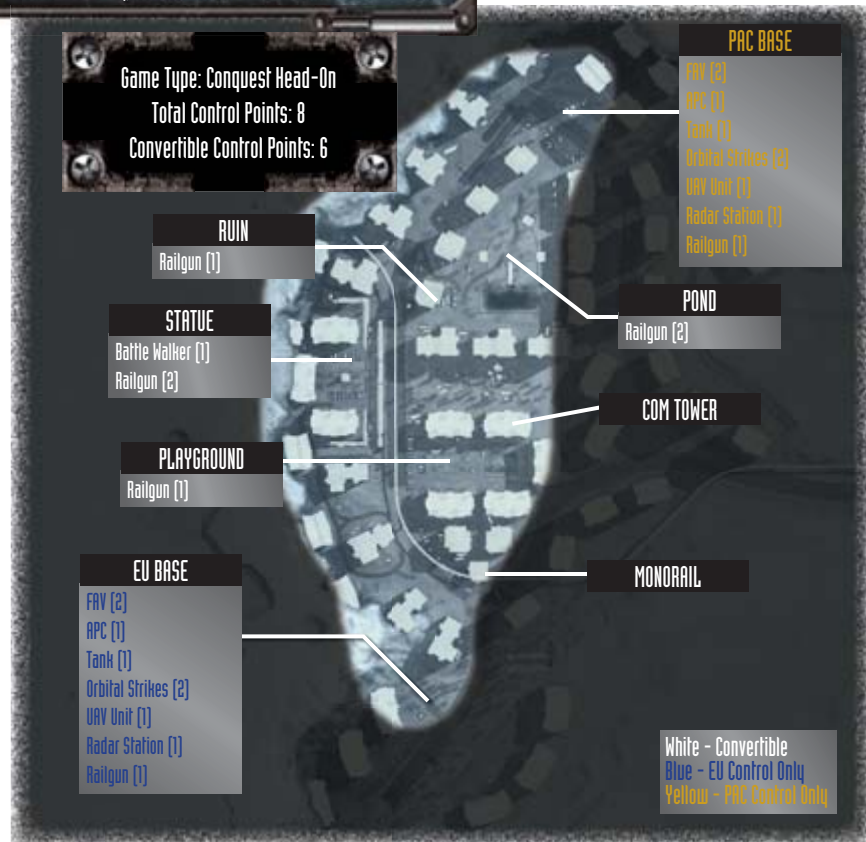 Game Type: Conquest Head-On
Total Control Points: 8
Convertible Control Points: 6
PAC BASE
FAV (2)
APC (1)
Tank (1)
Orbital Strikes (2)
UAV Unit (1)
Radar Station (1)
Railgun (1)
RUIN
Railgun (1)
POND
Railgun (2)
STATUE
Battle Walker (1)
Railgun (2)
COM TOWER
PLAYGROUND
Railgun (1)
MONORAIL
EU BASE
FAV (2)
APC (1)
Tank (1)
Orbital Strikes (2)
UAV Unit (1)
Radar Station (1)
Railgun (1)
White - Convertible
Blue - EU Control Only
Yellow - PAC Control Only